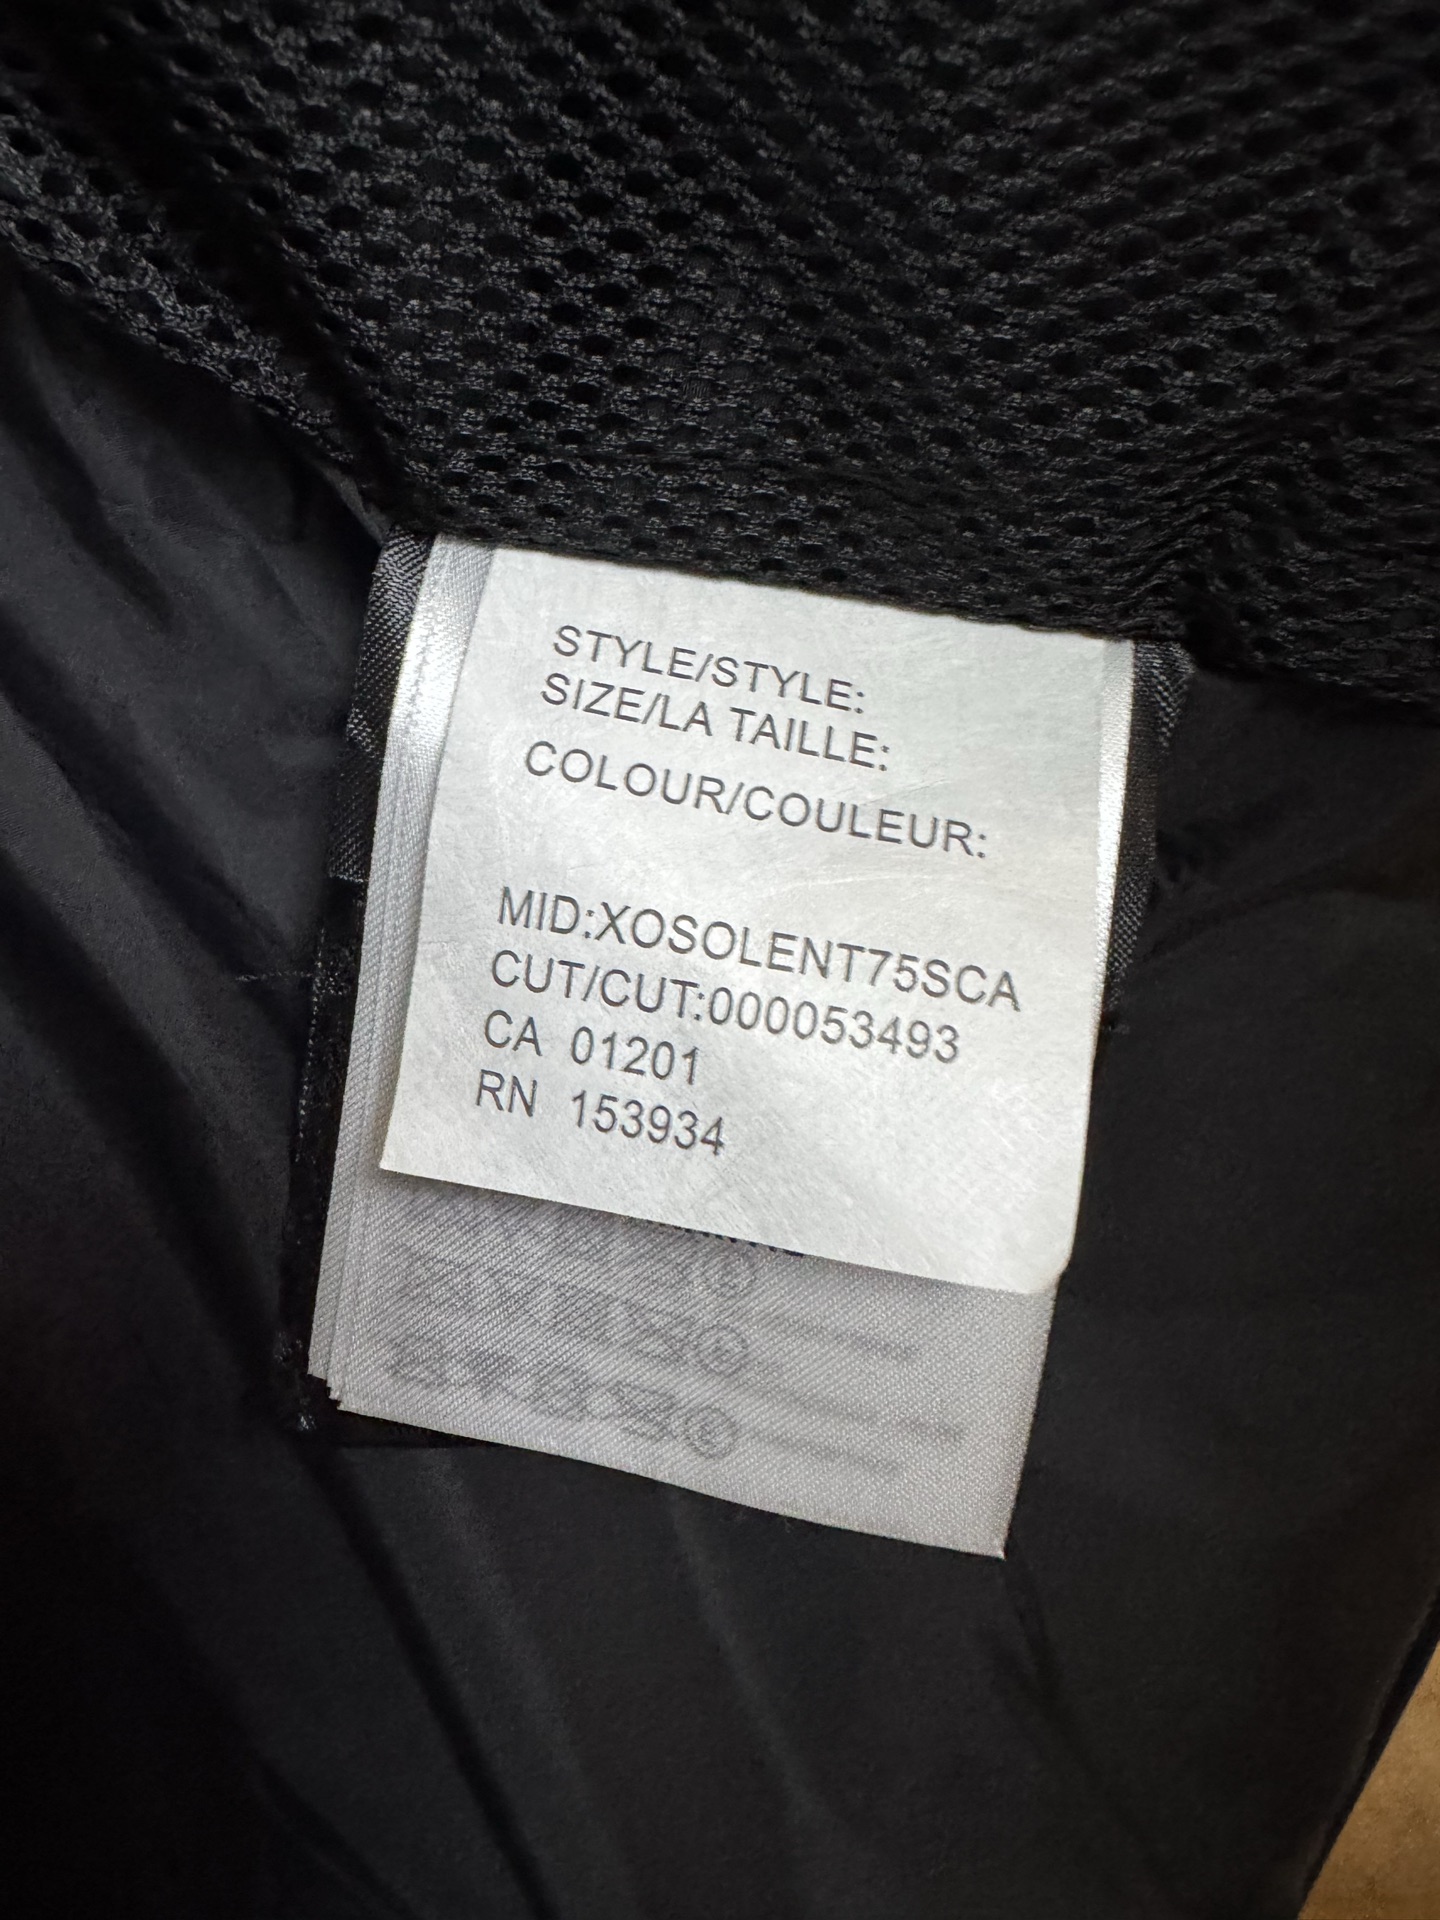 STYLE/STYLE:
SIZE/LA TAILLE:
COLOUR/COULEUR:
MID:XOSOLENT75SCA
CUT/CUT:000053493
CA 01201
RN 153934